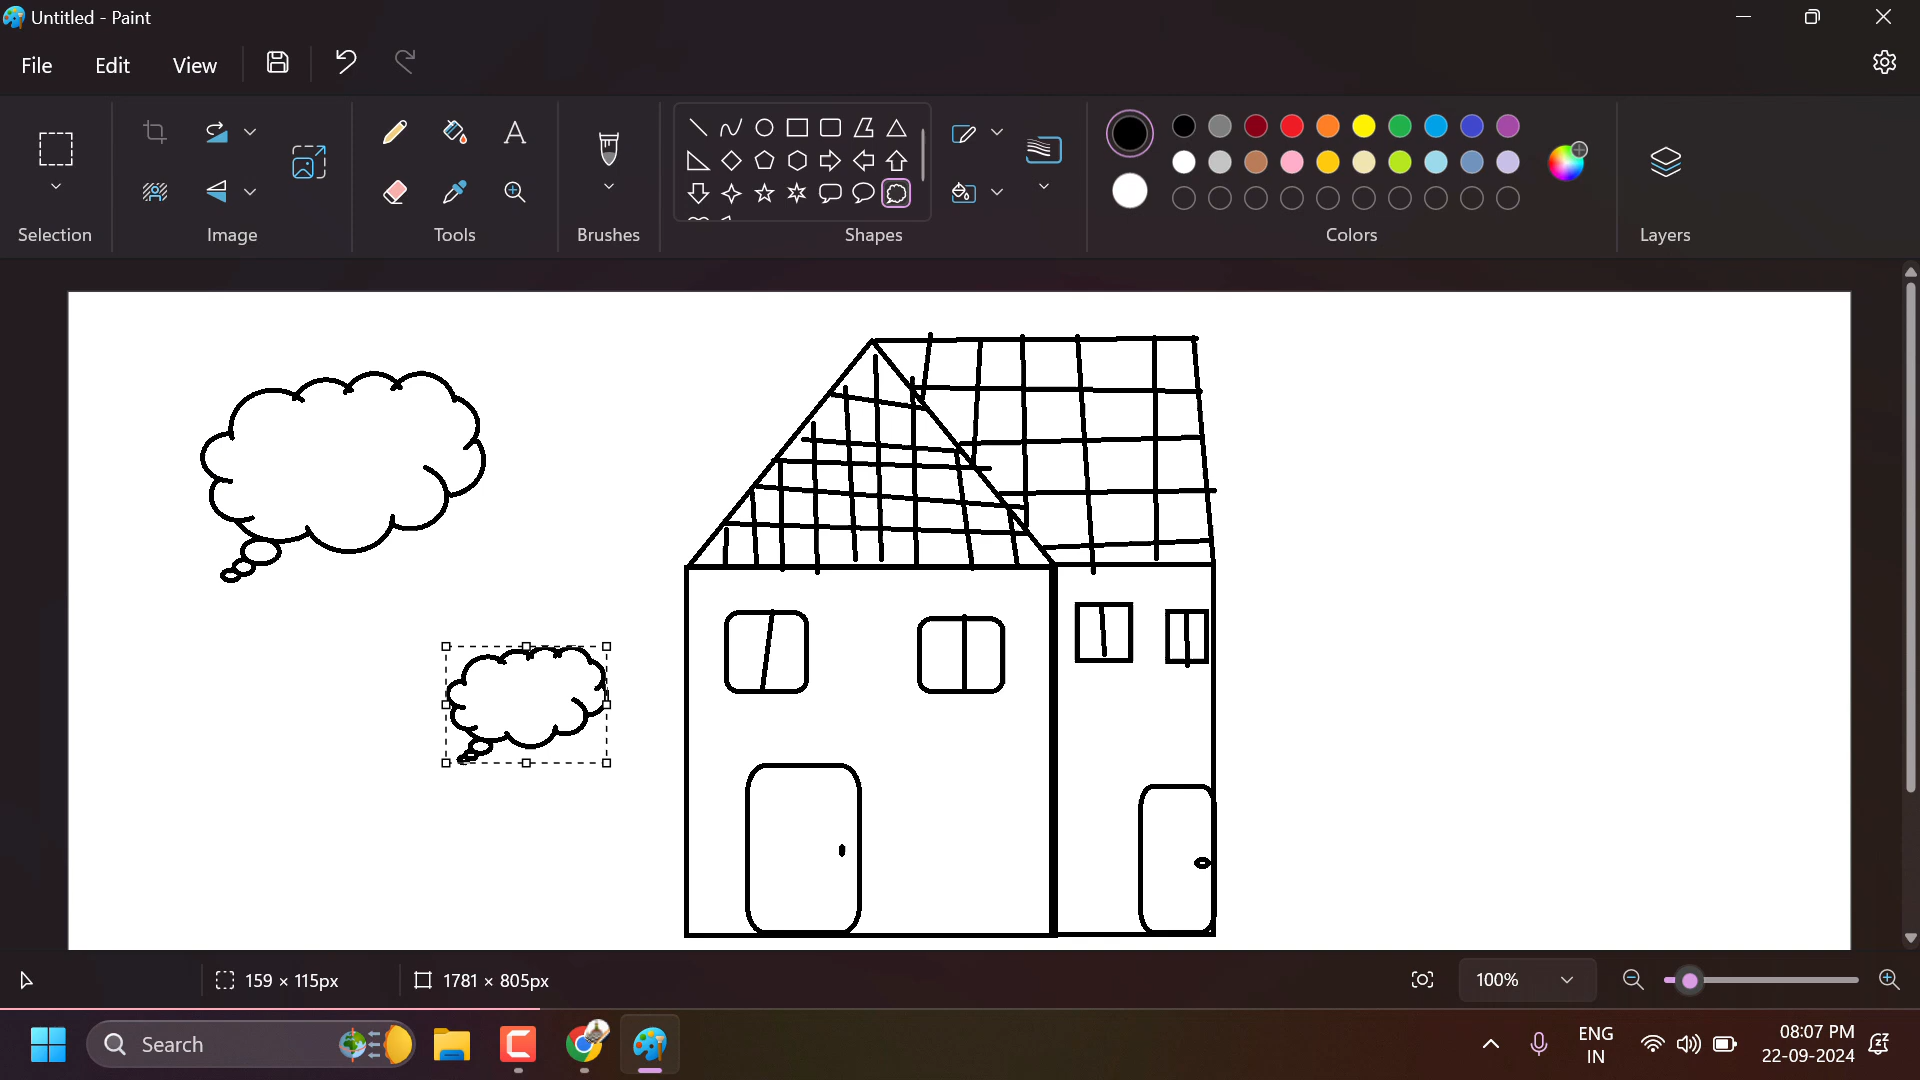 Untitled - Paint
File Edit View
Selection Image Tools Brushes Shapes Colors Layers
159 × 115px 1781 × 805px 100%
Search ENG 08:07 PM
IN 22-09-2024